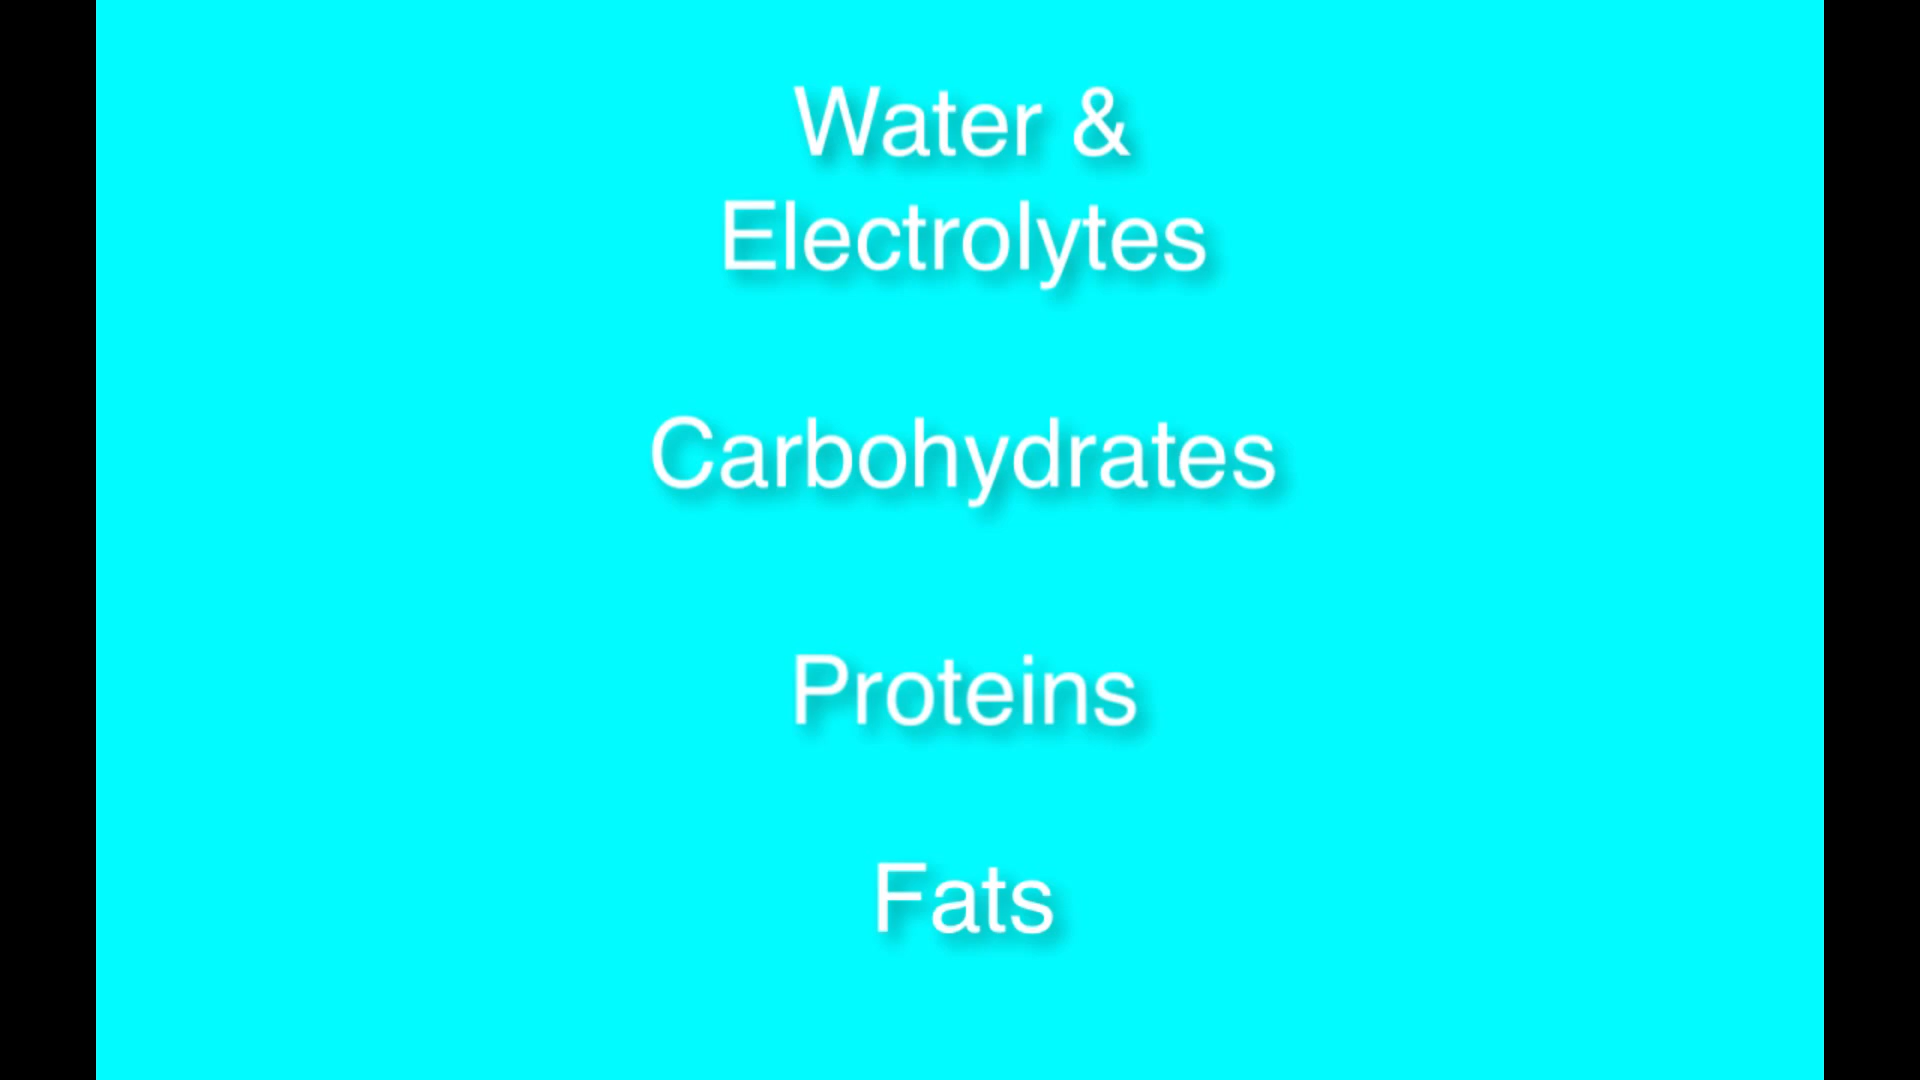 Water &
Electrolytes
Carbohydrates
Proteins
Fats